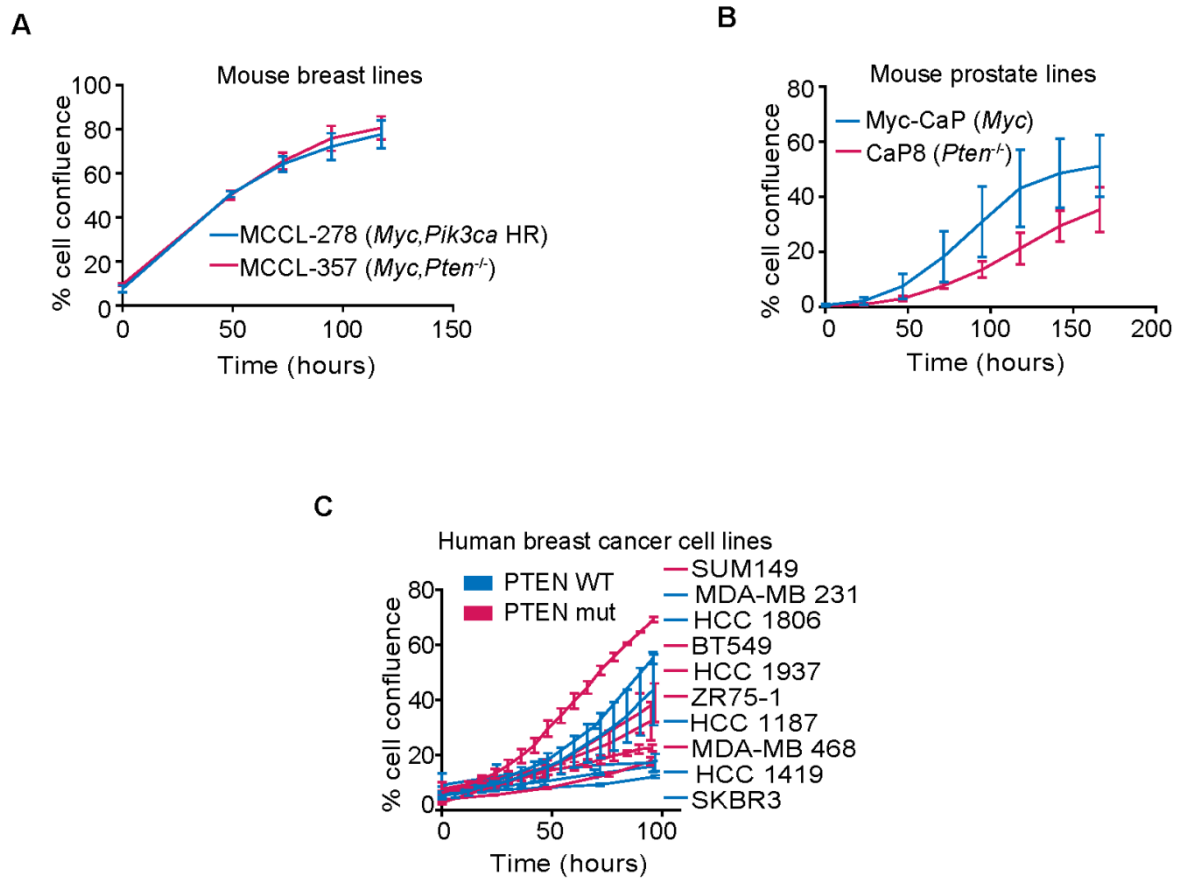 A
Mouse breast lines
% cell confluence
100
80
60
40
20
0
MCCL-278 (Myc,Pik3ca HR)
MCCL-357 (Myc,Pten-/-)
0
50
100
150
Time (hours)
B
Mouse prostate lines
% cell confluence
80
60
40
20
0
Myc-CaP (Myc)
CaP8 (Pten-/-)
0
50
100
150
200
Time (hours)
C
Human breast cancer cell lines
% cell confluence
80
60
40
20
0
PTEN WT
PTEN mut
SUM149
MDA-MB 231
HCC 1806
BT549
HCC 1937
ZR75-1
HCC 1187
MDA-MB 468
HCC 1419
SKBR3
0
50
100
Time (hours)